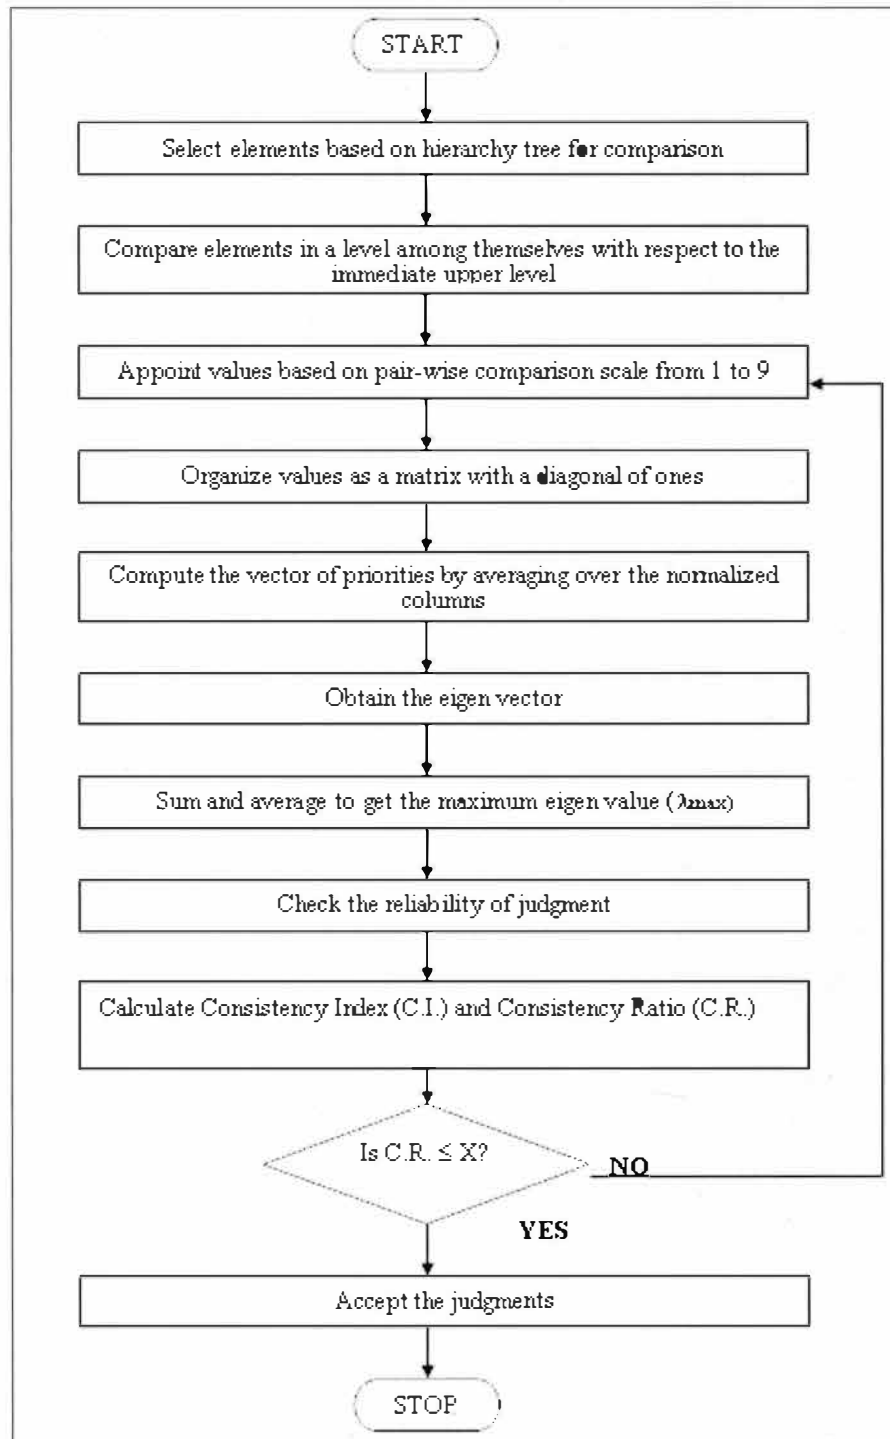 START
Select elements based on hierarchy tree for comparison
Compare elements in a level among themselves with respect to the
immediate upper level
Appoint values based on pair-wise comparison scale from 1 to 9
Organize values as a matrix with a diagonal of ones
Compute the vector of priorities by averaging over the normalized
columns
Obtain the eigen vector
Sum and average to get the maximum eigen value (λmax)
Check the reliability of judgment
Calculate Consistency Index (C.I.) and Consistency Ratio (C.R.)
Is C.R. ≤ X?
NO
YES
Accept the judgments
STOP